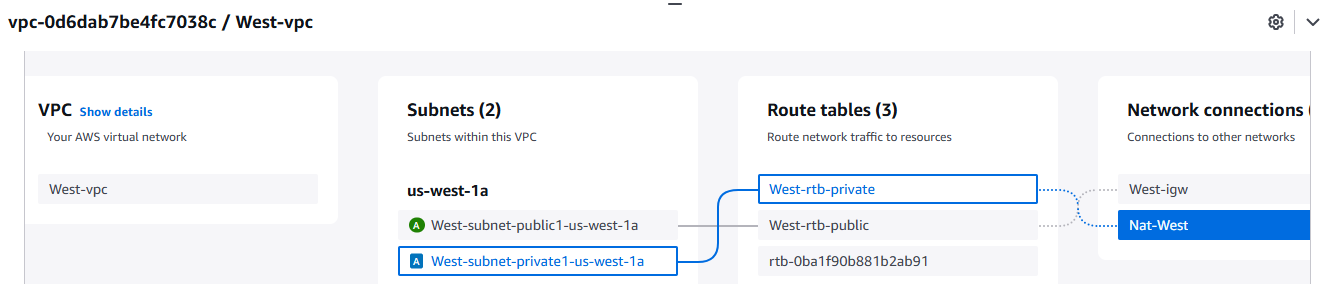 vpc-0d6dab7be4fc7038c / West-vpc
VPC Show details
Your AWS virtual network
West-vpc
Subnets (2)
Subnets within this VPC
us-west-1a
A West-subnet-public1-us-west-1a
A West-subnet-private1-us-west-1a
Route tables (3)
Route network traffic to resources
West-rtb-private
West-rtb-public
rtb-0ba1f90b881b2ab91
Network connections (
Connections to other networks
West-igw
Nat-West